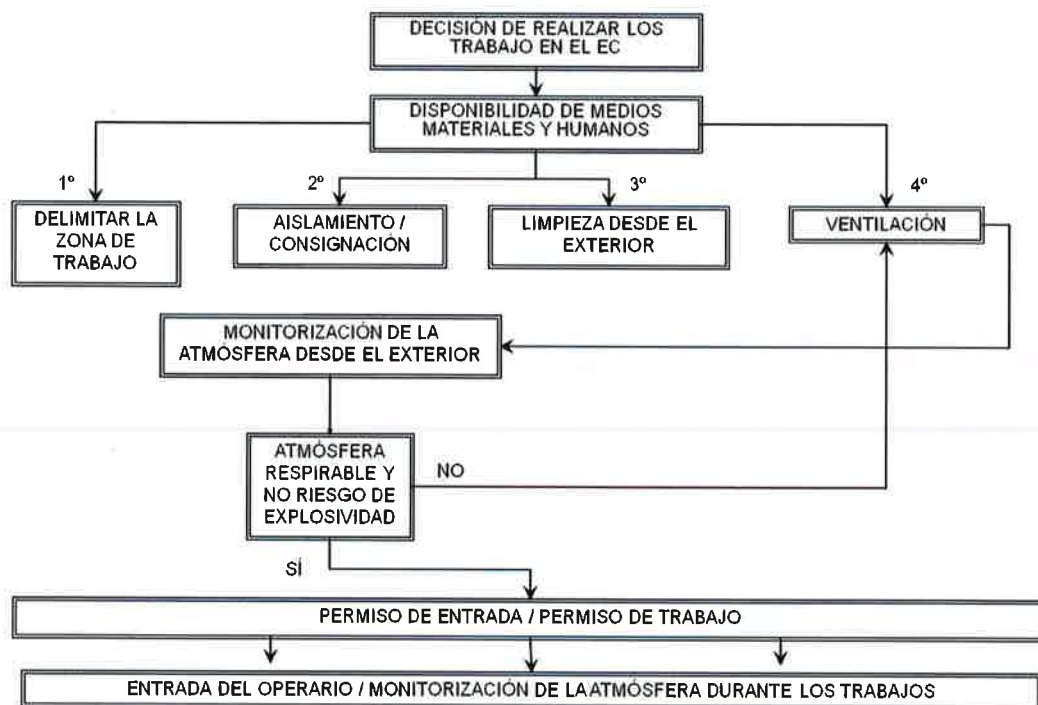 DECISIÓN DE REALIZAR LOS
TRABAJO EN EL EC
DISPONIBILIDAD DE MEDIOS
MATERIALES Y HUMANOS
1º
DELIMITAR LA
ZONA DE
TRABAJO
2º
AISLAMIENTO /
CONSIGNACIÓN
3º
LIMPIEZA DESDE EL
EXTERIOR
4º
VENTILACIÓN
MONITORIZACIÓN DE LA
ATMÓSFERA DESDE EL EXTERIOR
ATMÓSFERA
RESPIRABLE Y
NO RIESGO DE
EXPLOSIVIDAD
NO
SÍ
PERMISO DE ENTRADA / PERMISO DE TRABAJO
ENTRADA DEL OPERARIO / MONITORIZACIÓN DE LA ATMÓSFERA DURANTE LOS TRABAJOS